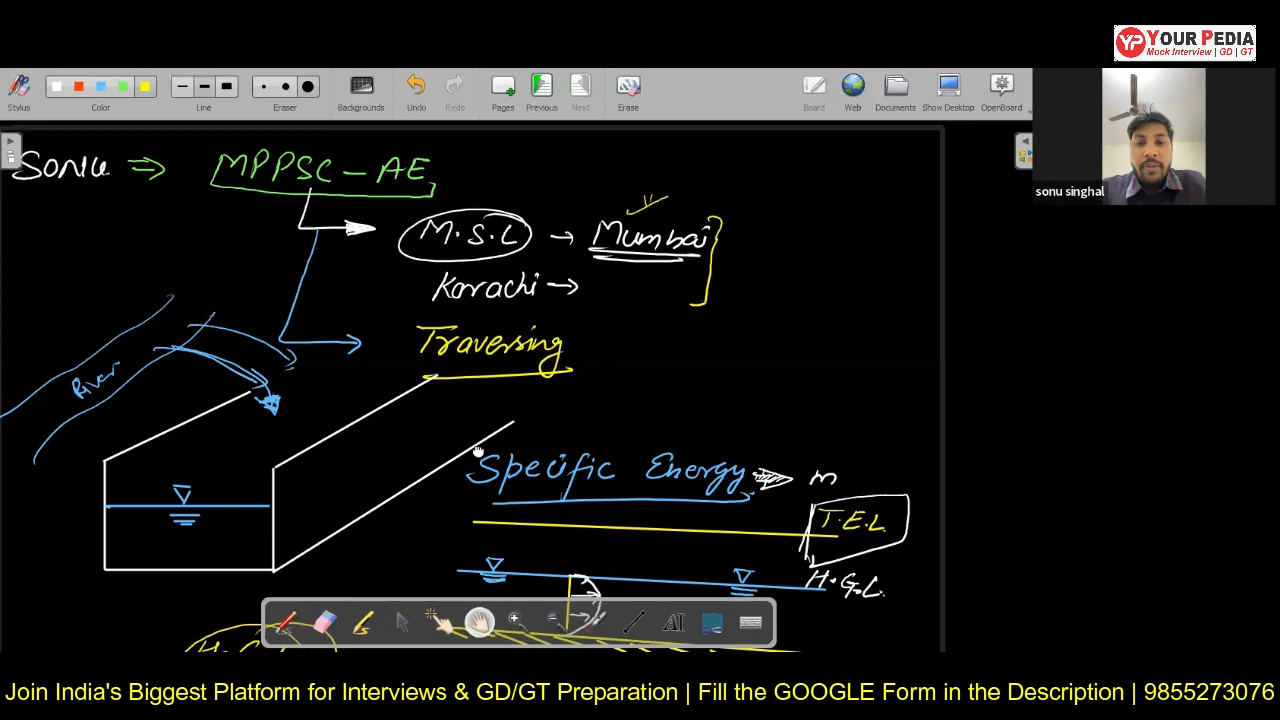 YP YOUR PEDIA
Mock Interview | GD | GT
Stylus
Color
Line
Eraser
Backgrounds
Undo
Redo
Pages
Previous
Next
Erase
Board
Web
Documents
Show Desktop
OpenBoard
sonu singhal
Sonu ⇒ MPPSC - AE
M.S.L → Mumbai
Karachi →
Traversing
River
Specific Energy → m
T.E.L
H.G.L.
AI
Join India's Biggest Platform for Interviews & GD/GT Preparation | Fill the GOOGLE Form in the Description | 9855273076